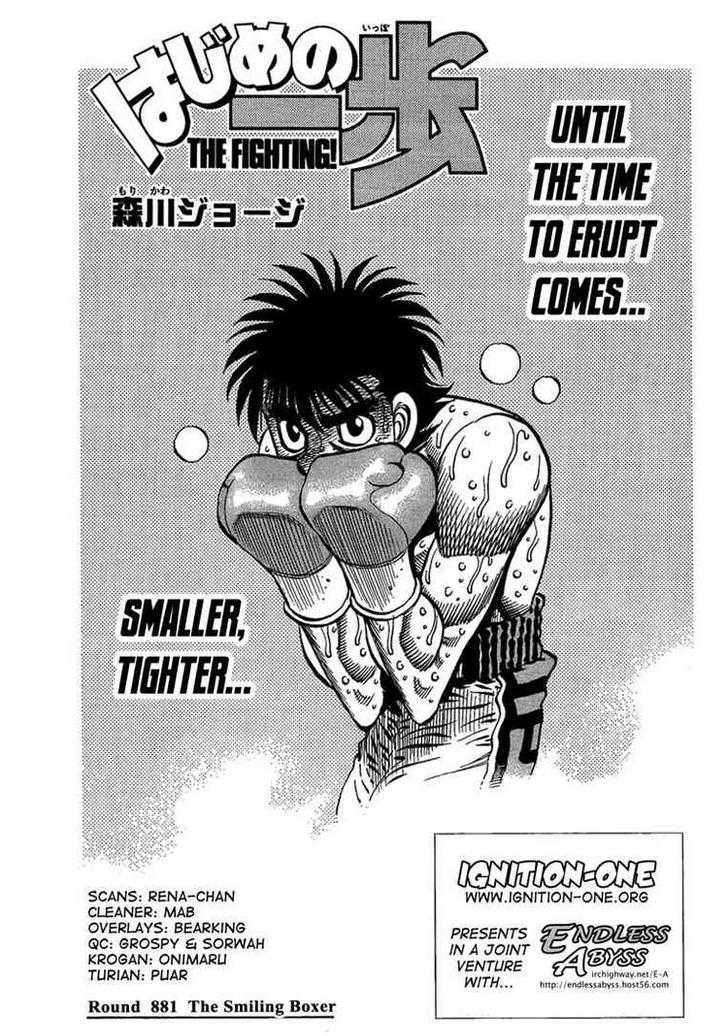 はじめの一歩
いっぽ
THE FIGHTING!
もり かわ
森川ジョージ
UNTIL
THE TIME
TO ERUPT
COMES...
SMALLER,
TIGHTER...
SCANS: RENA-CHAN
CLEANER: MAB
OVERLAYS: BEARKING
QC: GROSPY & SORWAH
KROGAN: ONIMARU
TURIAN: PUAR
Round 881 The Smiling Boxer
IGNITION-ONE
WWW.IGNITION-ONE.ORG
PRESENTS
IN A JOINT
VENTURE
WITH...
ENDLESS
ABYSS
irchighway.net/E-A
http://endlessabyss.host56.com